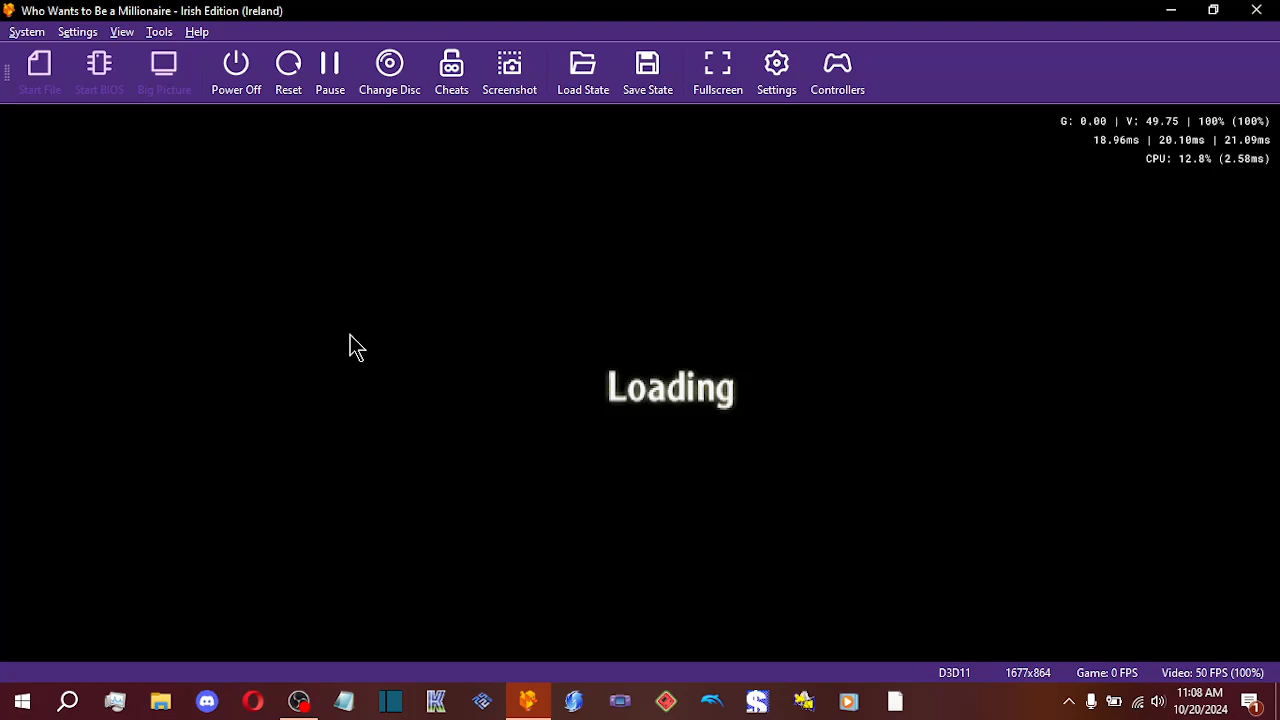 Who Wants to Be a Millionaire - Irish Edition (Ireland)
System Settings View Tools Help
Start File Start BIOS Big Picture Power Off Reset Pause Change Disc Cheats Screenshot Load State Save State Fullscreen Settings Controllers
G: 0.00 | V: 49.75 | 100% (100%)
18.96ms | 20.10ms | 21.09ms
CPU: 12.8% (2.58ms)
Loading
D3D11 1677x864 Game: 0 FPS Video: 50 FPS (100%)
11:08 AM
10/20/2024
1